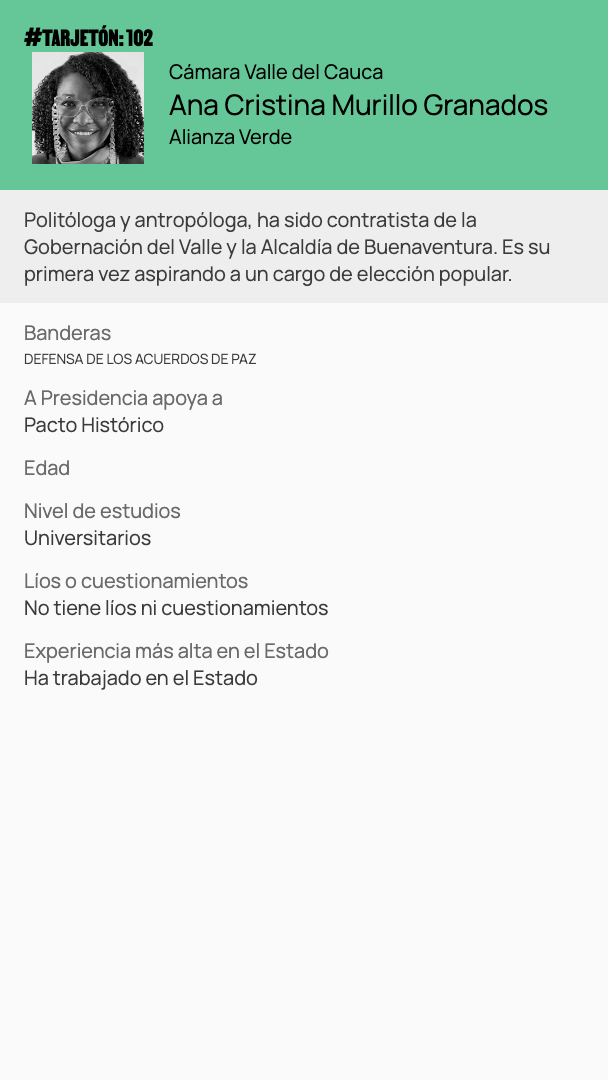 #TARJETÓN: 102
Cámara Valle del Cauca
Ana Cristina Murillo Granados
Alianza Verde
Politóloga y antropóloga, ha sido contratista de la
Gobernación del Valle y la Alcaldía de Buenaventura. Es su
primera vez aspirando a un cargo de elección popular.
Banderas
DEFENSA DE LOS ACUERDOS DE PAZ
A Presidencia apoya a
Pacto Histórico
Edad
Nivel de estudios
Universitarios
Líos o cuestionamientos
No tiene líos ni cuestionamientos
Experiencia más alta en el Estado
Ha trabajado en el Estado